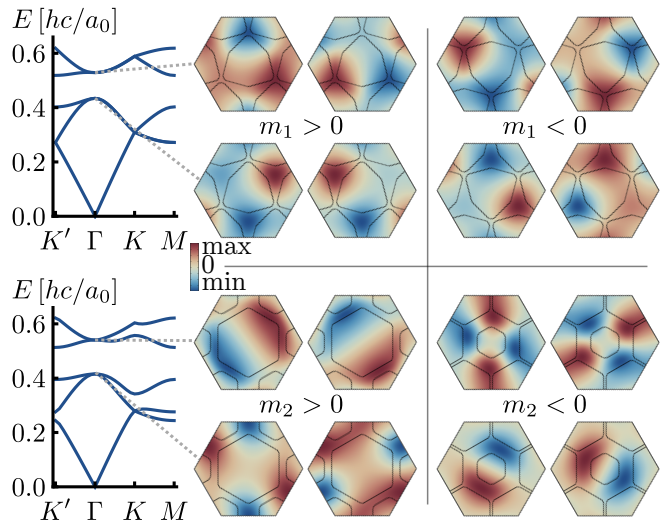 E [hc/a₀]
0.6
0.4
0.2
0.0
K′ Γ K M
m₁ > 0
m₁ < 0
max
0
min
E [hc/a₀]
0.6
0.4
0.2
0.0
K′ Γ K M
m₂ > 0
m₂ < 0